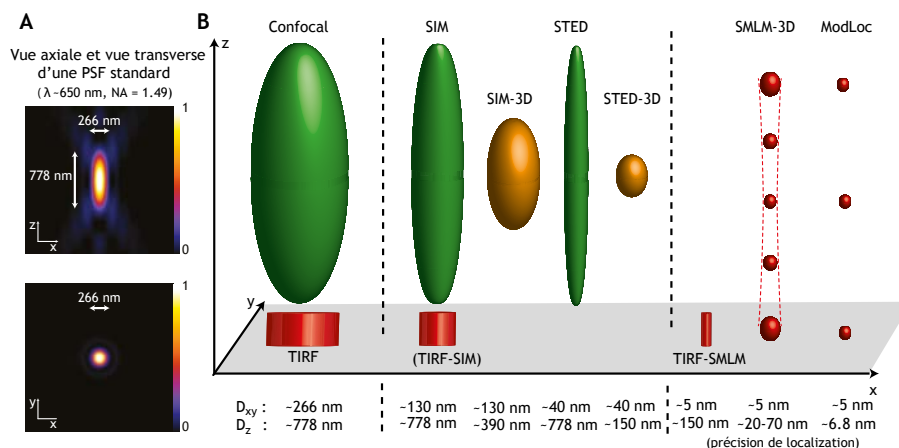 A
Vue axiale et vue transverse
d'une PSF standard
(λ ~650 nm, NA = 1.49)
266 nm
778 nm
z
x
1
0
266 nm
y
x
1
0
B
z
y
x
Confocal
SIM
STED
SMLM-3D
ModLoc
SIM-3D
STED-3D
TIRF
(TIRF-SIM)
TIRF-SMLM
Dxy : ~266 nm ~130 nm ~130 nm ~40 nm ~40 nm ~5 nm ~5 nm ~5 nm
Dz : ~778 nm ~778 nm ~390 nm ~778 nm ~150 nm ~150 nm ~20-70 nm ~6.8 nm
(précision de localization)